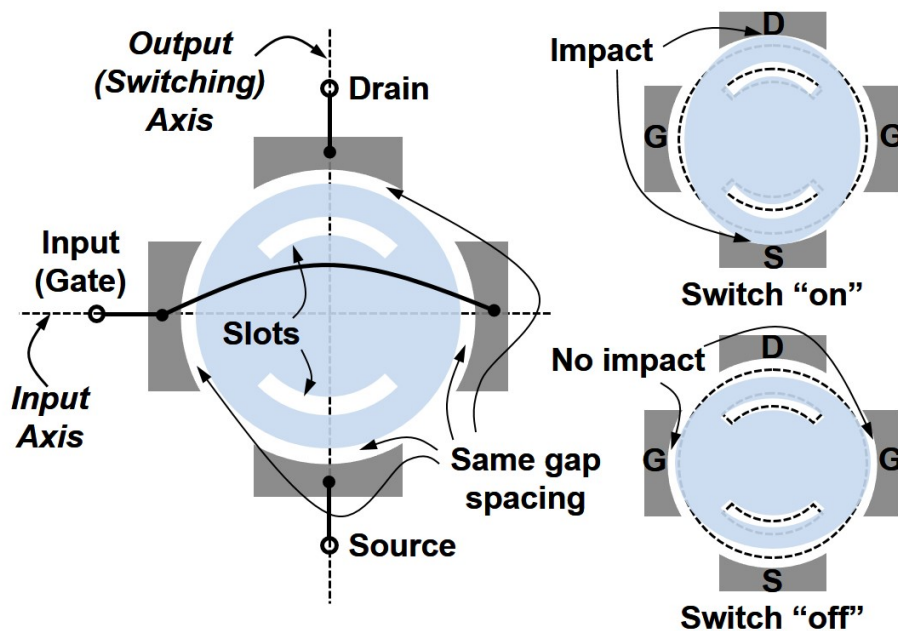 Output
(Switching)
Axis
Drain
Input
(Gate)
Slots
Input
Axis
Same gap
spacing
Source
Impact
D
G
G
S
Switch “on”
No impact
D
G
G
S
Switch “off”